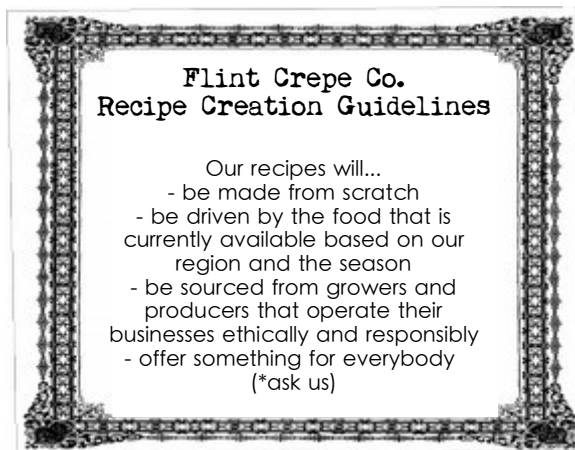 Flint Crepe Co.
Recipe Creation Guidelines
Our recipes will...
- be made from scratch
- be driven by the food that is
currently available based on our
region and the season
- be sourced from growers and
producers that operate their
businesses ethically and responsibly
- offer something for everybody
(*ask us)